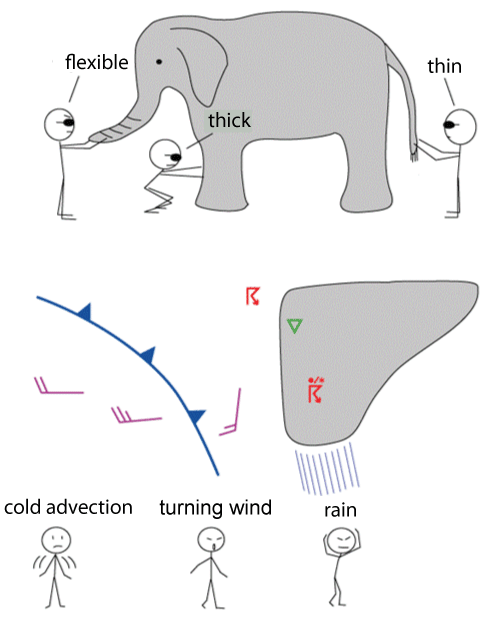 flexible
thin
thick
cold advection
turning wind
rain